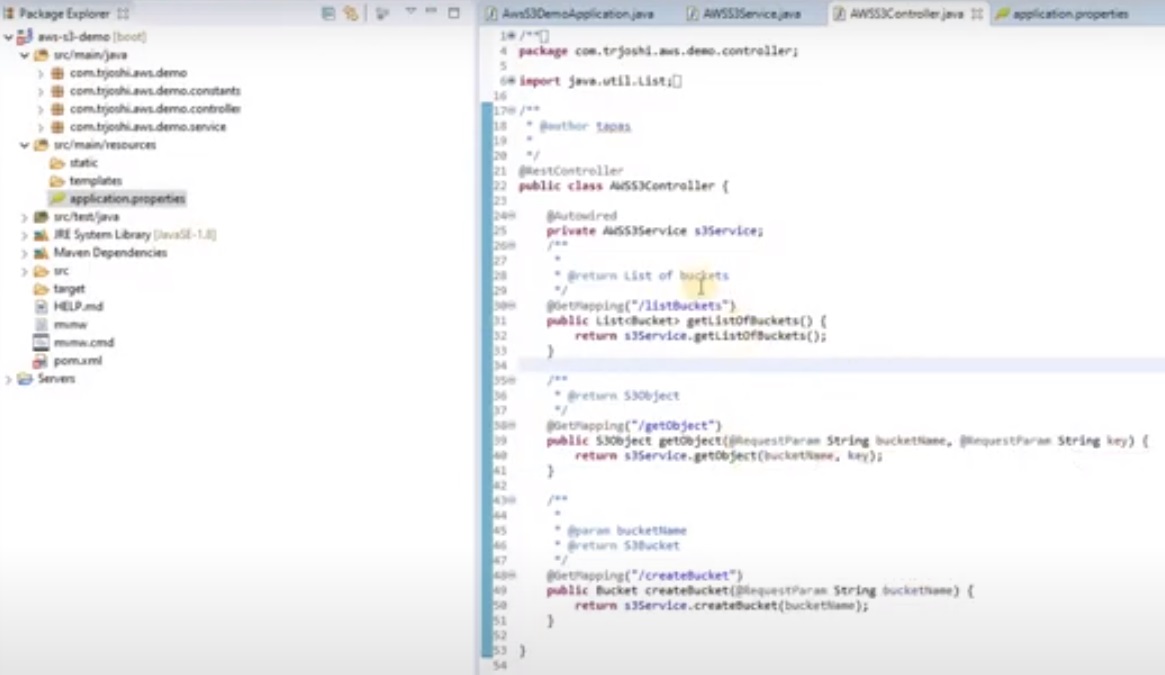 Package Explorer
aws-s3-demo [boot]
src/main/java
com.trjoshi.aws.demo
com.trjoshi.aws.demo.constants
com.trjoshi.aws.demo.controller
com.trjoshi.aws.demo.service
src/main/resources
static
templates
application.properties
src/test/java
JRE System Library [JavaSE-1.8]
Maven Dependencies
src
target
HELP.md
mvnw
mvnw.cmd
pom.xml
Servers
AwsS3DemoApplication.java AWSS3Service.java AWSS3Controller.java application.properties
1 /**
4 package com.trjoshi.aws.demo.controller;
5
6 import java.util.List;
16
17 /**
18  * @author tapas
19  *
20  */
21 @RestController
22 public class AWSS3Controller {
23
24     @Autowired
25     private AWSS3Service s3Service;
26     /**
27      *
28      * @return List of buckets
29      */
30     @GetMapping("/listBuckets")
31     public List<Bucket> getListOfBuckets() {
32         return s3Service.getListOfBuckets();
33     }
34
35     /**
36      * @return S3Object
37      */
38     @GetMapping("/getObject")
39     public S3Object getObject(@RequestParam String bucketName, @RequestParam String key) {
40         return s3Service.getObject(bucketName, key);
41     }
42
43     /**
44      *
45      * @param bucketName
46      * @return S3Bucket
47      */
48     @GetMapping("/createBucket")
49     public Bucket createBucket(@RequestParam String bucketName) {
50         return s3Service.createBucket(bucketName);
51     }
52
53 }
54